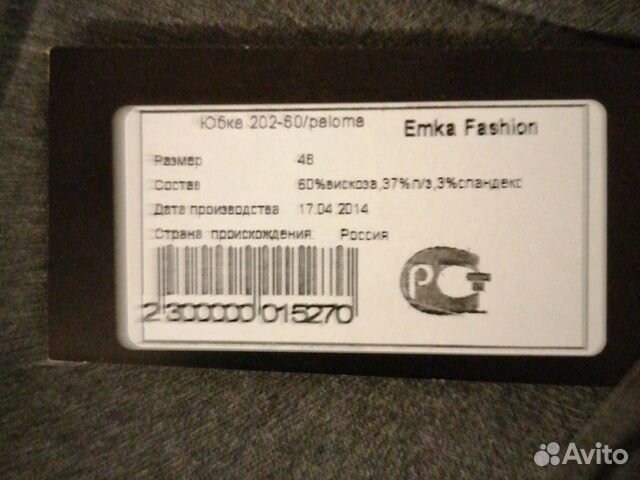 Юбка 202-60/paloma Emka Fashion
Размер 48
Состав 60%вискоза,37%п/э,3%спандекс
Дата производства 17.04.2014
Страна происхождения: Россия
2 300000 015270
РСТ
Avito